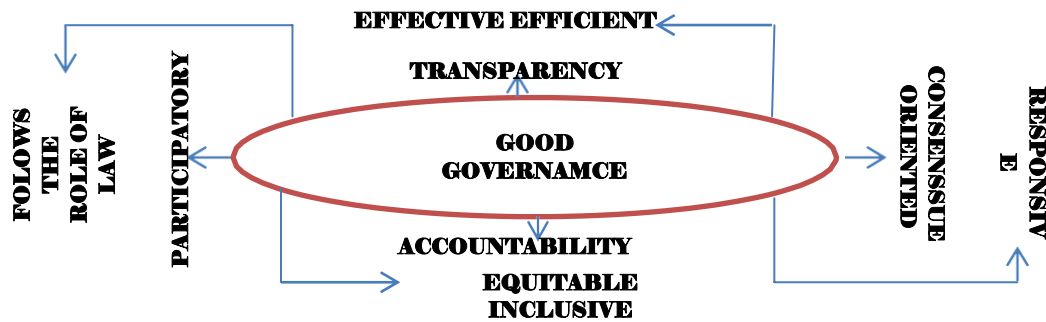 EFFECTIVE EFFICIENT
TRANSPARENCY
FOLOWS
THE
ROLE OF
LAW
PARTICIPATORY
GOOD
GOVERNAMCE
CONSENSSUE
ORIENTED
RESPONSIV
E
ACCOUNTABILITY
EQUITABLE
INCLUSIVE